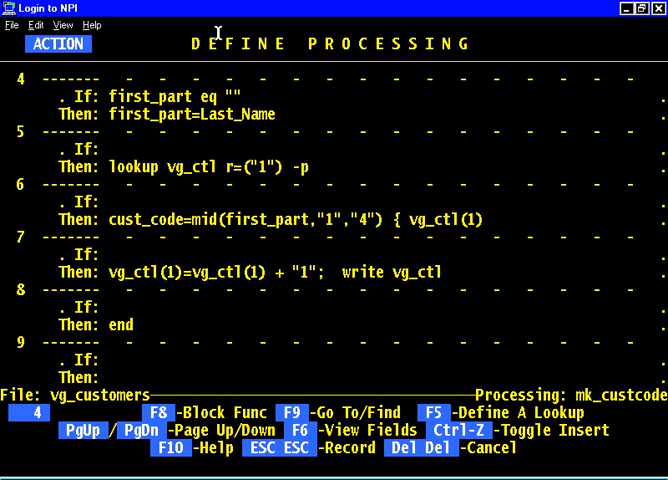 Login to NPI
File Edit View Help
ACTION D E F I N E P R O C E S S I N G
4 ------- - - - - - - - - - - - - - - -
. If: first_part eq "" .
Then: first_part=Last_Name
5 ------- - - - - - - - - - - - - - - -
. If: .
Then: lookup vg_ctl r=("1") -p
6 ------- - - - - - - - - - - - - - - -
. If: .
Then: cust_code=mid(first_part,"1","4") { vg_ctl(1)
7 ------- - - - - - - - - - - - - - - -
. If: .
Then: vg_ctl(1)=vg_ctl(1) + "1"; write vg_ctl
8 ------- - - - - - - - - - - - - - - -
. If: .
Then: end
9 ------- - - - - - - - - - - - - - - -
. If: .
Then:
File: vg_customers Processing: mk_custcode
4 F8 -Block Func F9 -Go To/Find F5 -Define A Lookup
PgUp / PgDn -Page Up/Down F6 -View Fields Ctrl-Z -Toggle Insert
F10 -Help ESC ESC -Record Del Del -Cancel